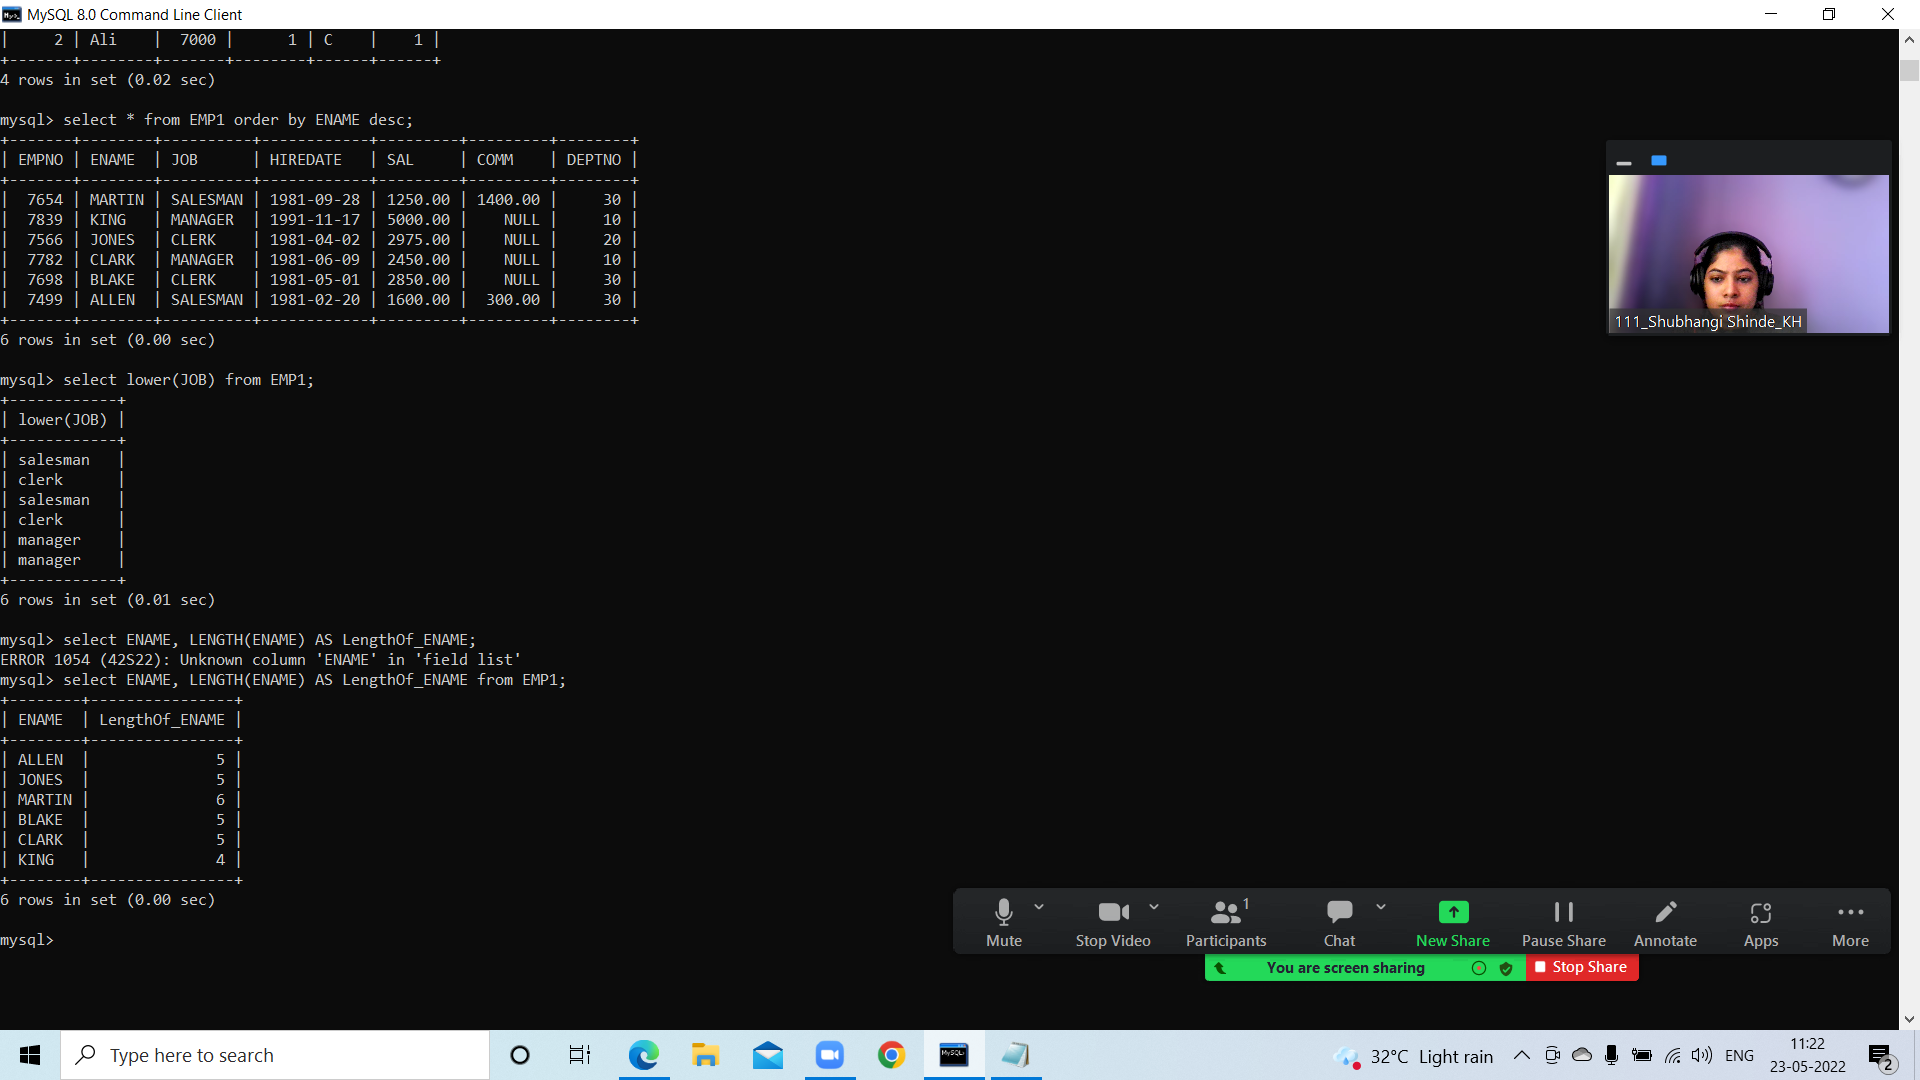 MySQL 8.0 Command Line Client
|     2 | Ali    |  7000 |      1 | C    |    1 |
+-------+--------+-------+--------+------+------+
4 rows in set (0.02 sec)
mysql> select * from EMP1 order by ENAME desc;
+-------+--------+----------+------------+---------+---------+--------+
| EMPNO | ENAME  | JOB      | HIREDATE   | SAL     | COMM    | DEPTNO |
+-------+--------+----------+------------+---------+---------+--------+
|  7654 | MARTIN | SALESMAN | 1981-09-28 | 1250.00 | 1400.00 |     30 |
|  7839 | KING   | MANAGER  | 1991-11-17 | 5000.00 |    NULL |     10 |
|  7566 | JONES  | CLERK    | 1981-04-02 | 2975.00 |    NULL |     20 |
|  7782 | CLARK  | MANAGER  | 1981-06-09 | 2450.00 |    NULL |     10 |
|  7698 | BLAKE  | CLERK    | 1981-05-01 | 2850.00 |    NULL |     30 |
|  7499 | ALLEN  | SALESMAN | 1981-02-20 | 1600.00 |  300.00 |     30 |
+-------+--------+----------+------------+---------+---------+--------+
6 rows in set (0.00 sec)
111_Shubhangi Shinde_KH
mysql> select lower(JOB) from EMP1;
+------------+
| lower(JOB) |
+------------+
| salesman   |
| clerk      |
| salesman   |
| clerk      |
| manager    |
| manager    |
+------------+
6 rows in set (0.01 sec)
mysql> select ENAME, LENGTH(ENAME) AS LengthOf_ENAME;
ERROR 1054 (42S22): Unknown column 'ENAME' in 'field list'
mysql> select ENAME, LENGTH(ENAME) AS LengthOf_ENAME from EMP1;
+--------+----------------+
| ENAME  | LengthOf_ENAME |
+--------+----------------+
| ALLEN  |              5 |
| JONES  |              5 |
| MARTIN |              6 |
| BLAKE  |              5 |
| CLARK  |              5 |
| KING   |              4 |
+--------+----------------+
6 rows in set (0.00 sec)
mysql>
1
Mute Stop Video Participants Chat New Share Pause Share Annotate Apps More
You are screen sharing Stop Share
Type here to search
MySQL
32°C Light rain ENG
11:22
23-05-2022
2